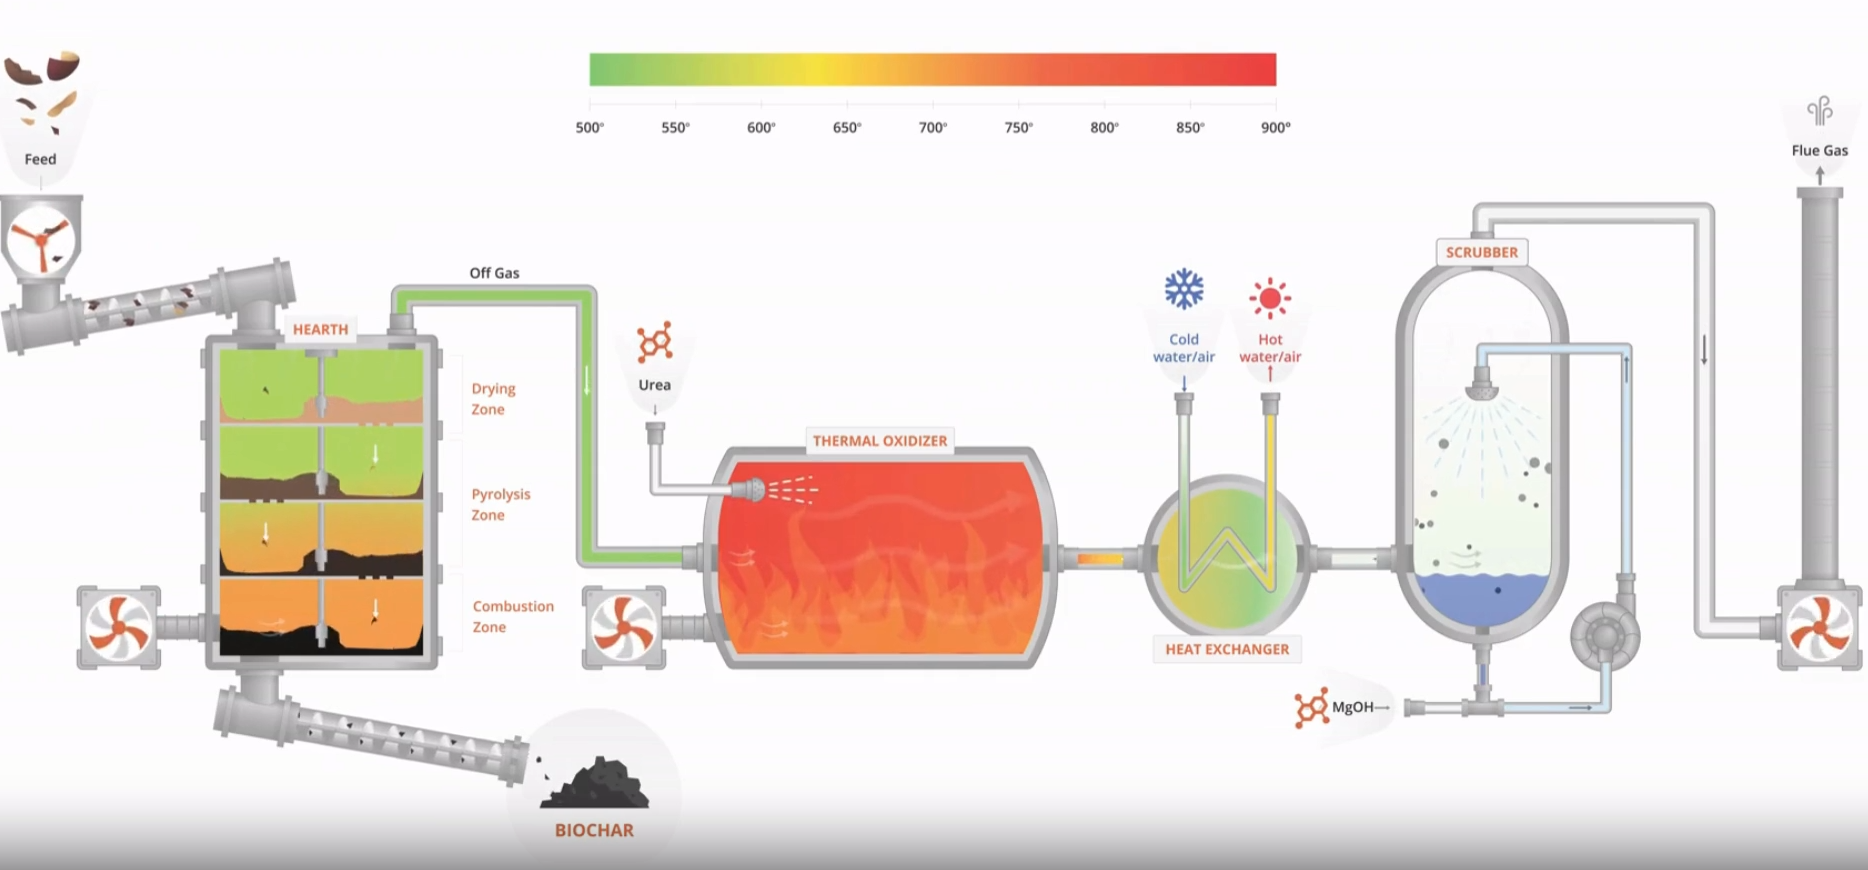 500°
550°
600°
650°
700°
750°
800°
850°
900°
Feed
Flue Gas
HEARTH
Off Gas
Drying
Zone
Pyrolysis
Zone
Combustion
Zone
Urea
THERMAL OXIDIZER
Cold
water/air
Hot
water/air
HEAT EXCHANGER
SCRUBBER
MgOH
BIOCHAR